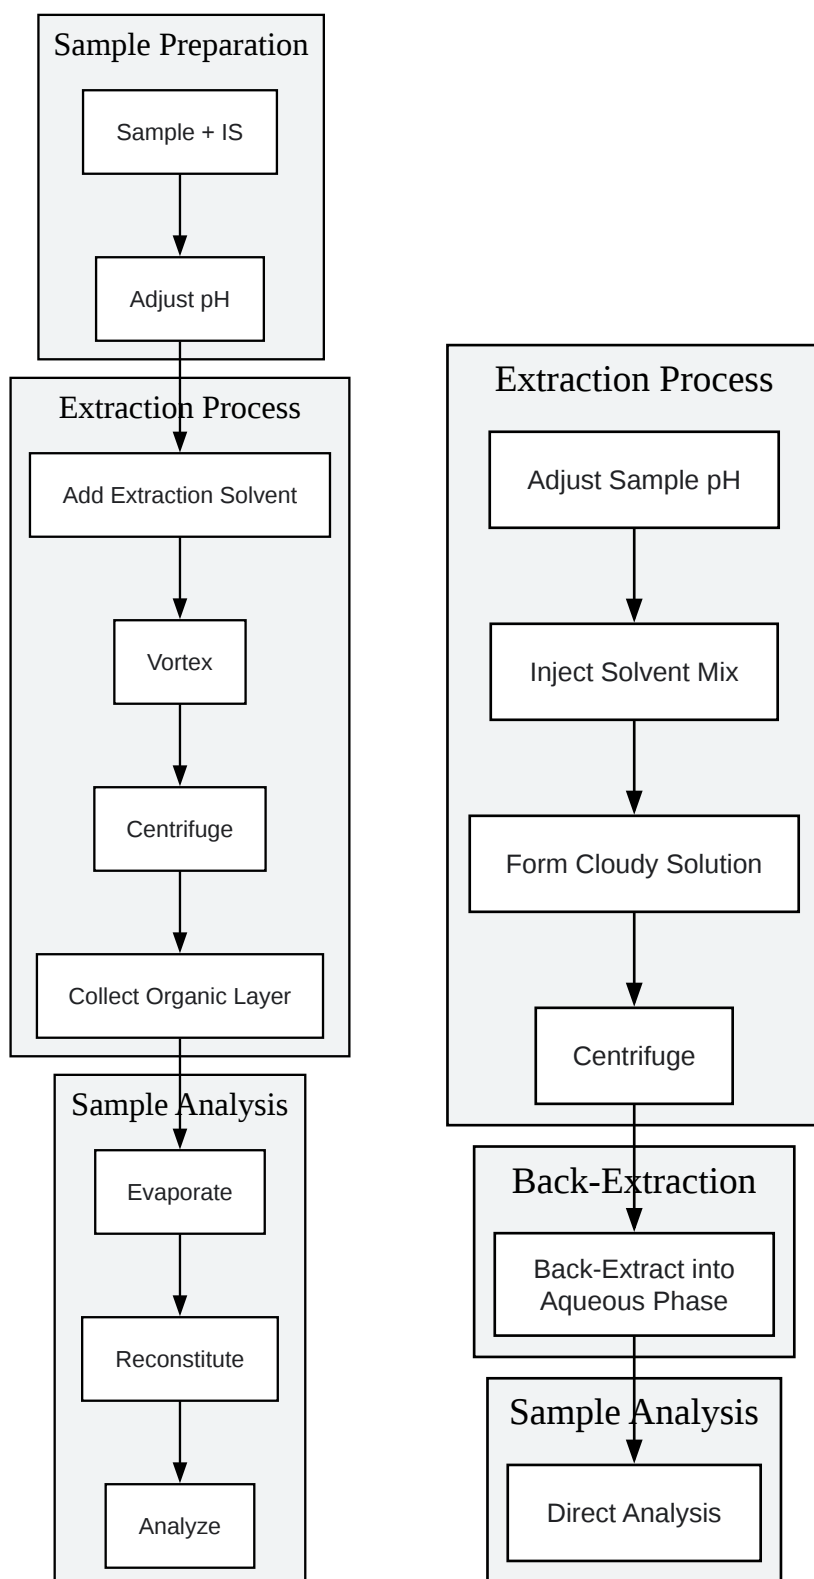 Sample Preparation
Sample + IS
Adjust pH
Extraction Process
Add Extraction Solvent
Vortex
Centrifuge
Collect Organic Layer
Sample Analysis
Evaporate
Reconstitute
Analyze
Extraction Process
Adjust Sample pH
Inject Solvent Mix
Form Cloudy Solution
Centrifuge
Back-Extraction
Back-Extract into
Aqueous Phase
Sample Analysis
Direct Analysis